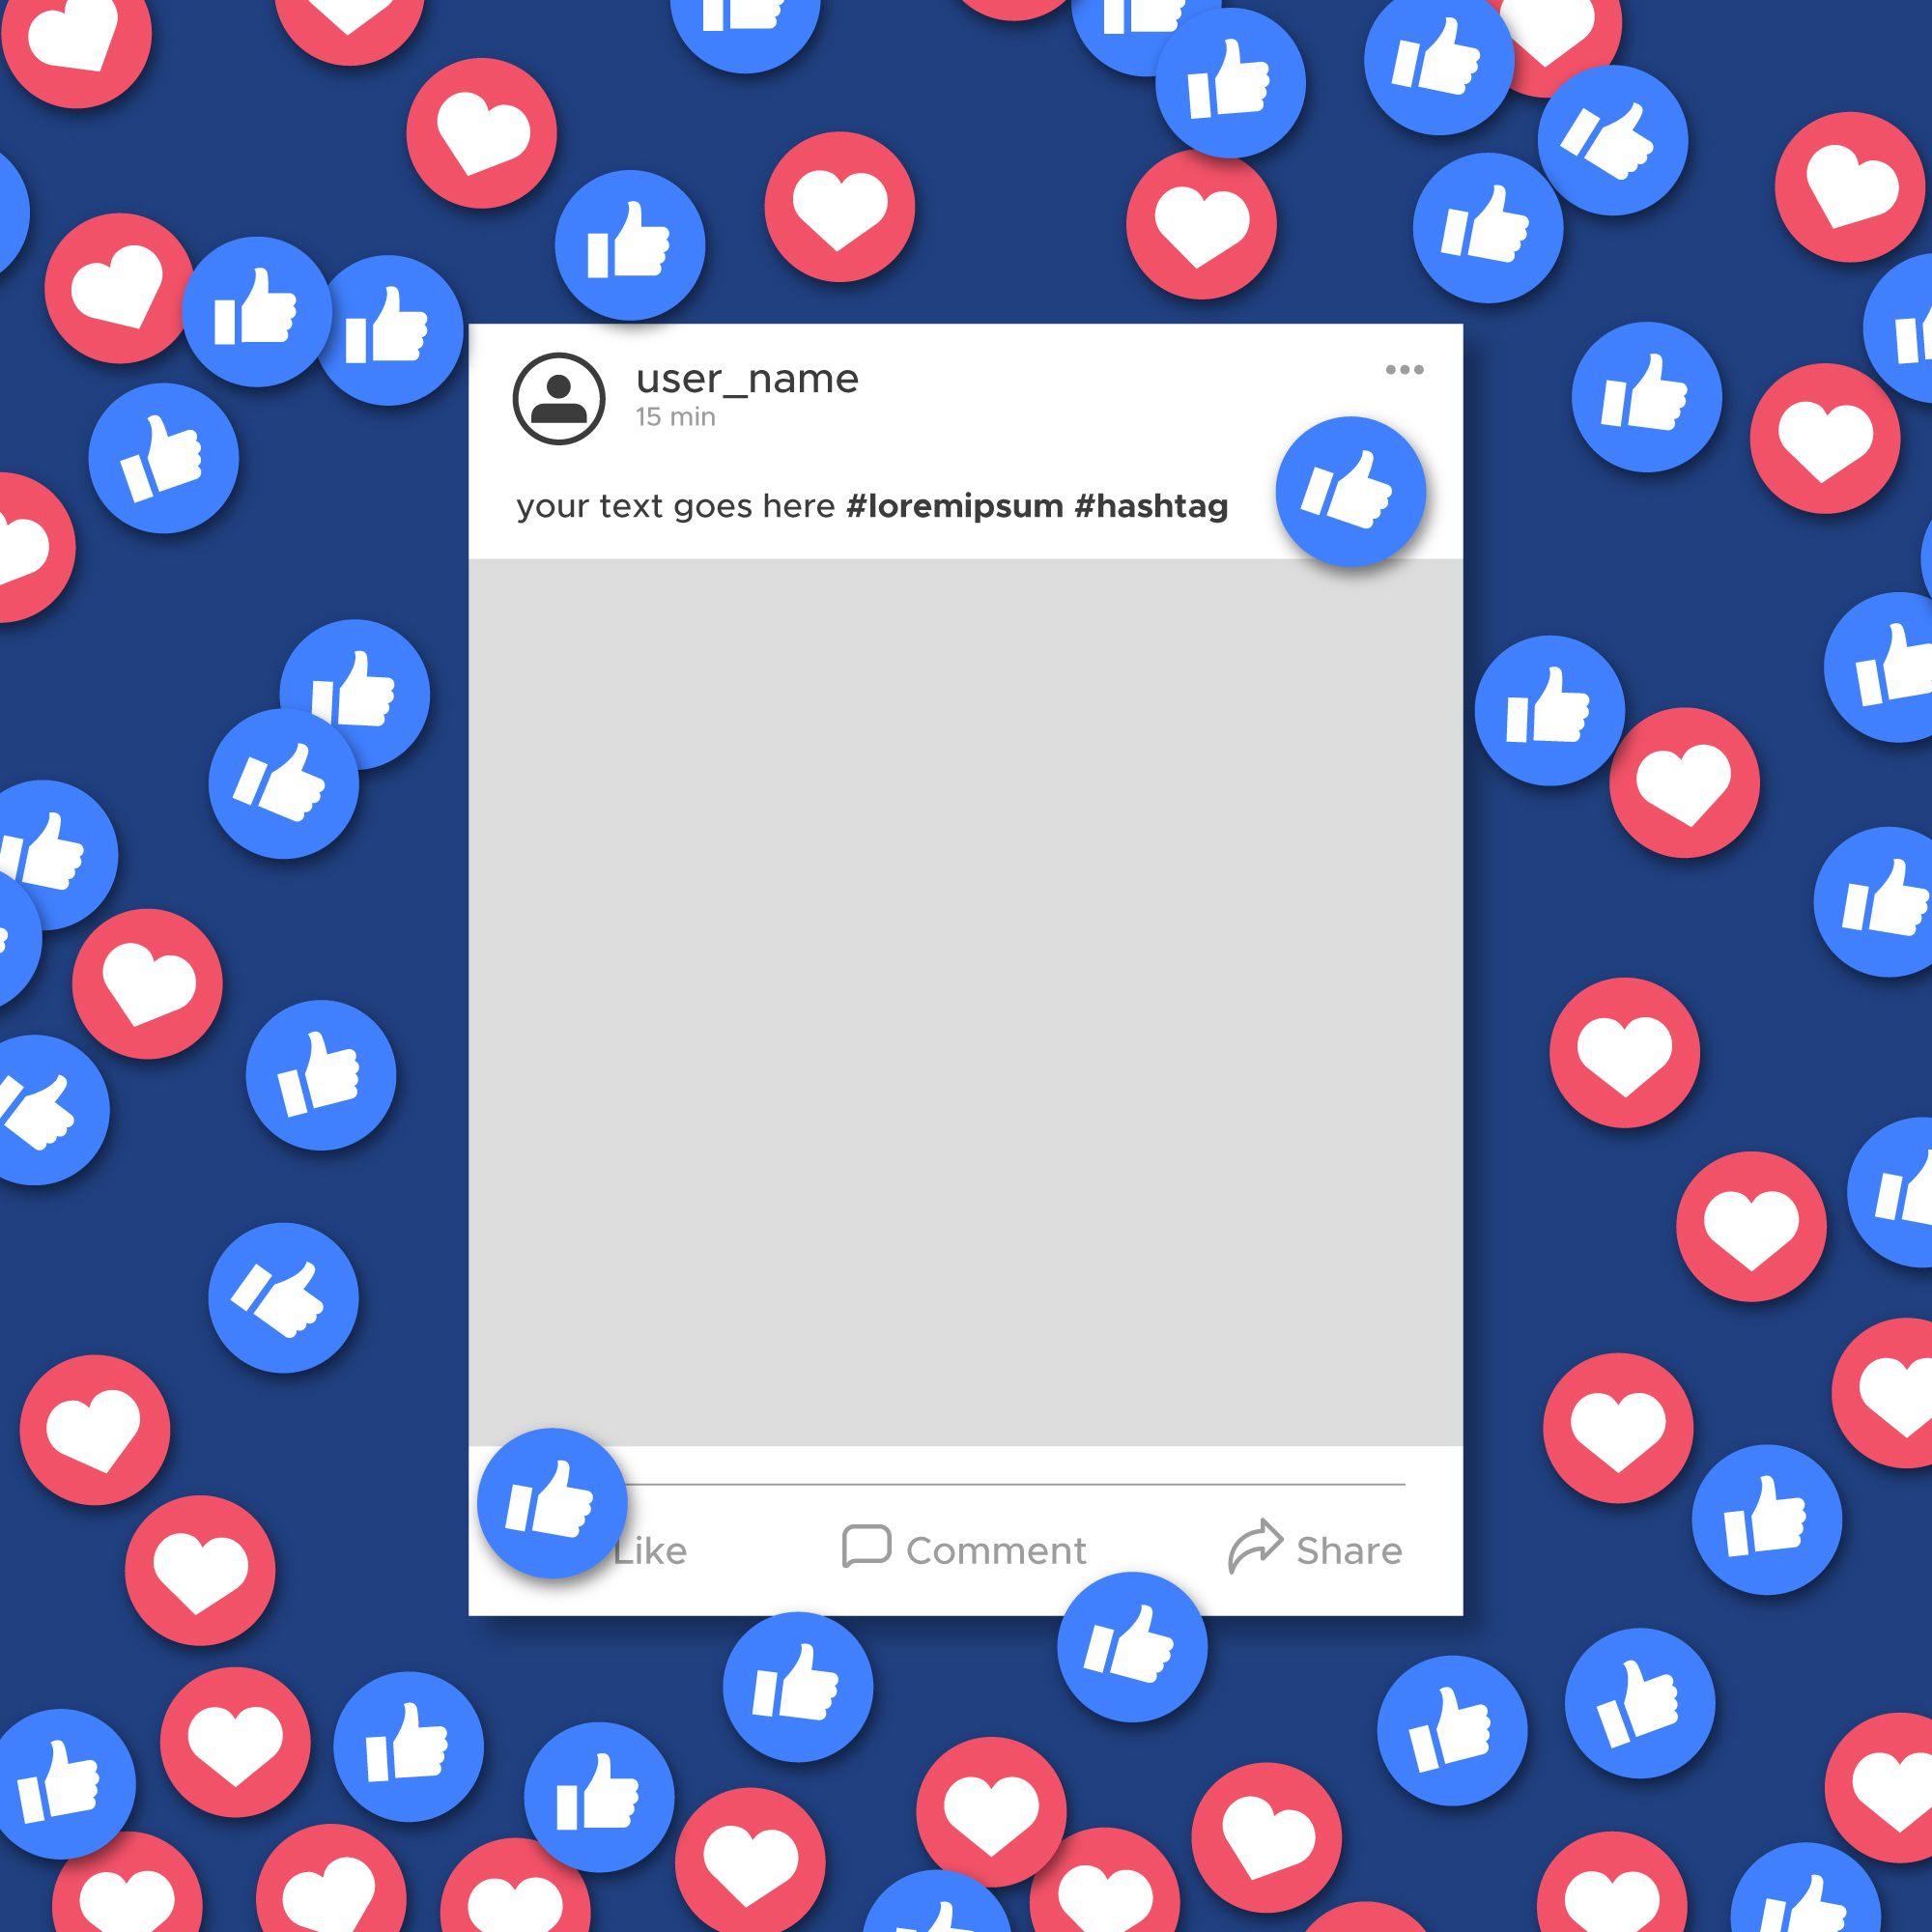 user_name
15 min
your text goes here #loremipsum #hashtag
Like
Comment
Share